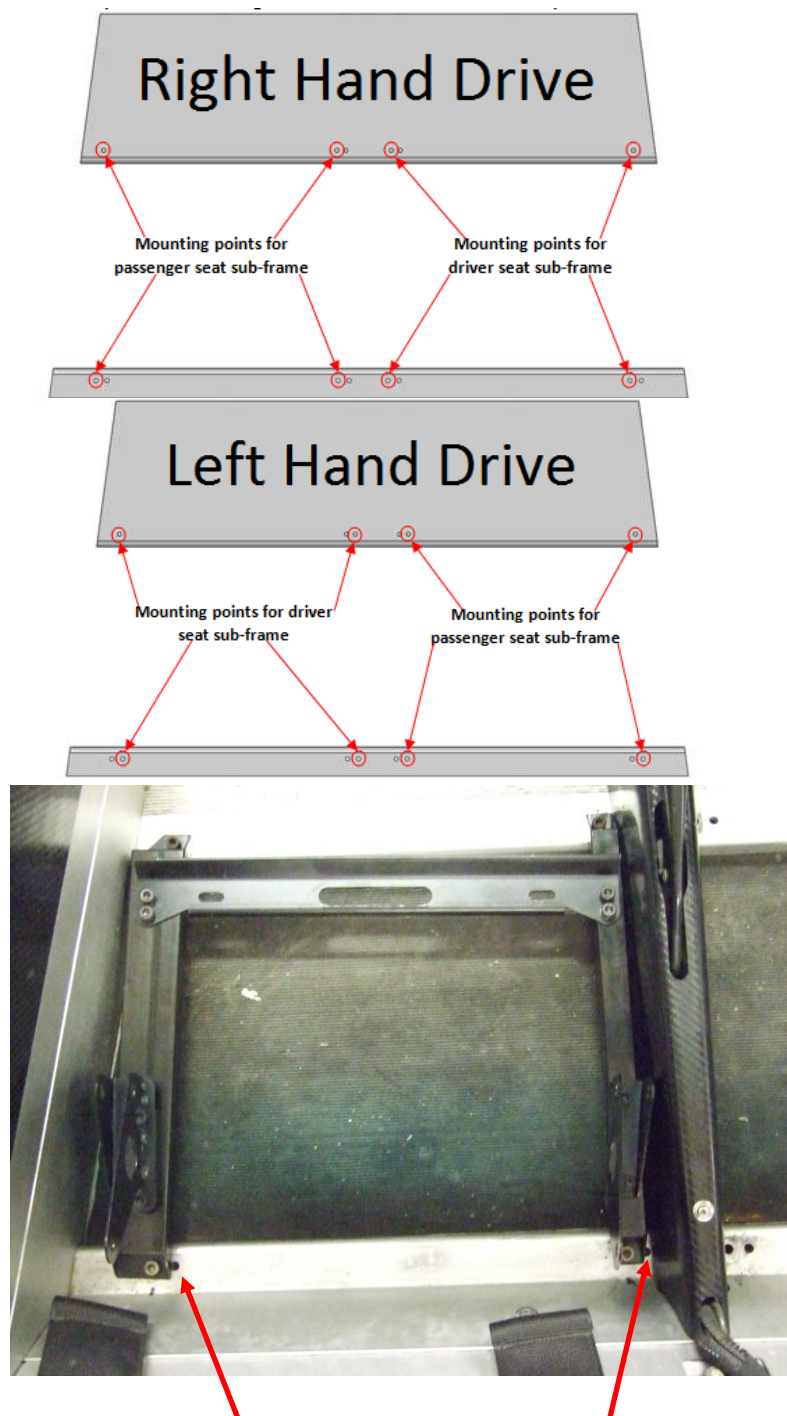 Right Hand Drive
Mounting points for
passenger seat sub-frame
Mounting points for
driver seat sub-frame
Left Hand Drive
Mounting points for driver
seat sub-frame
Mounting points for
passenger seat sub-frame